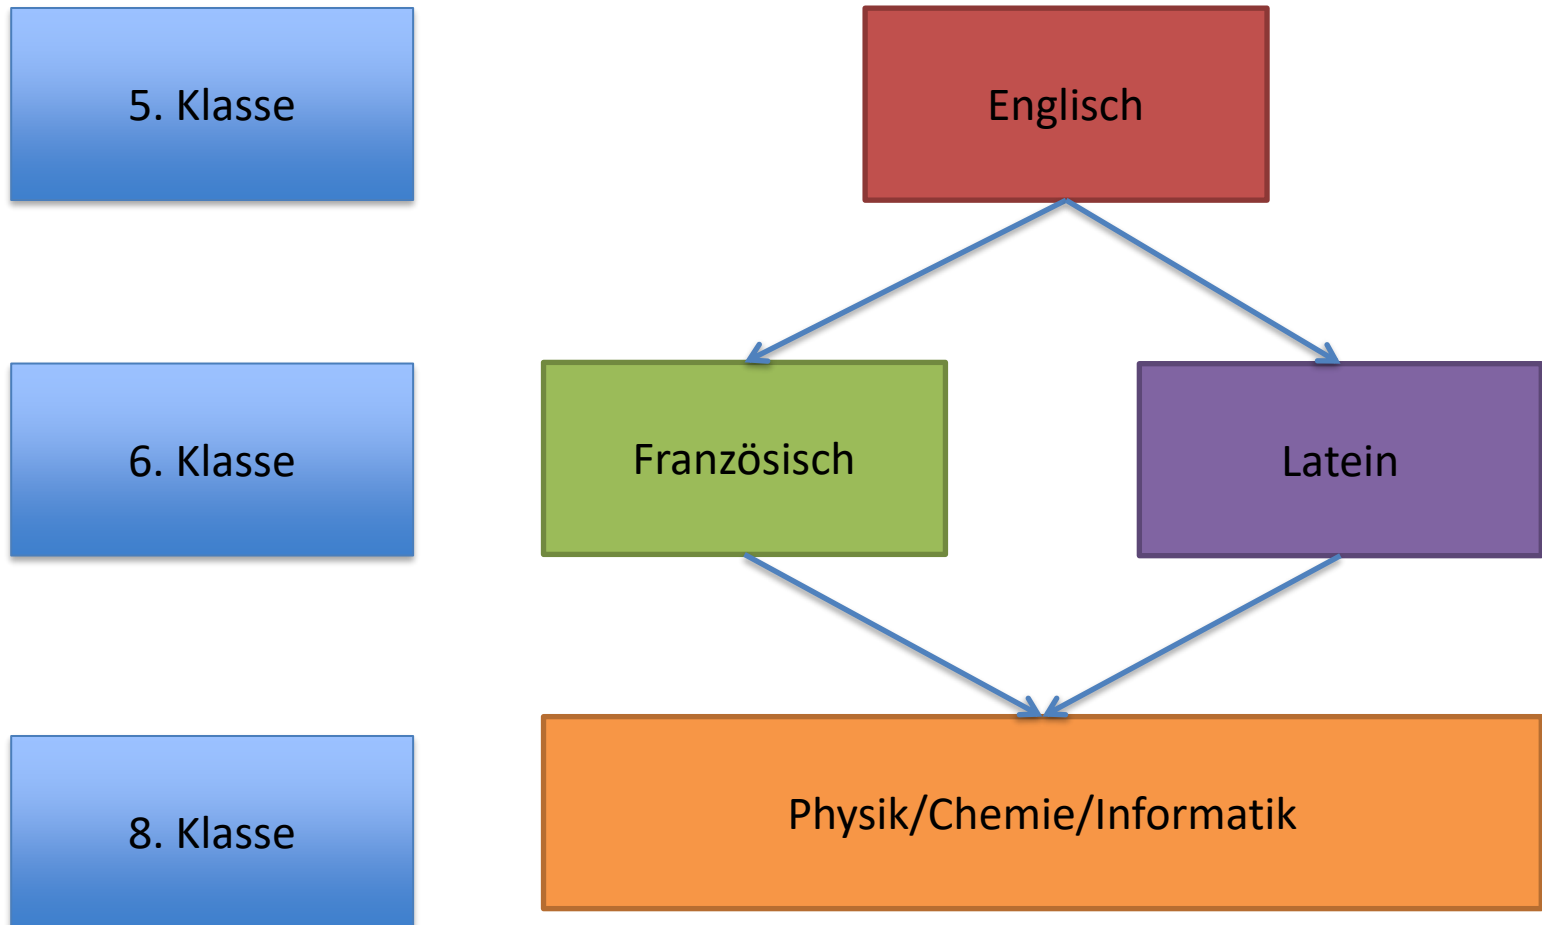 5. Klasse
Englisch
6. Klasse
Französisch
Latein
8. Klasse
Physik/Chemie/Informatik